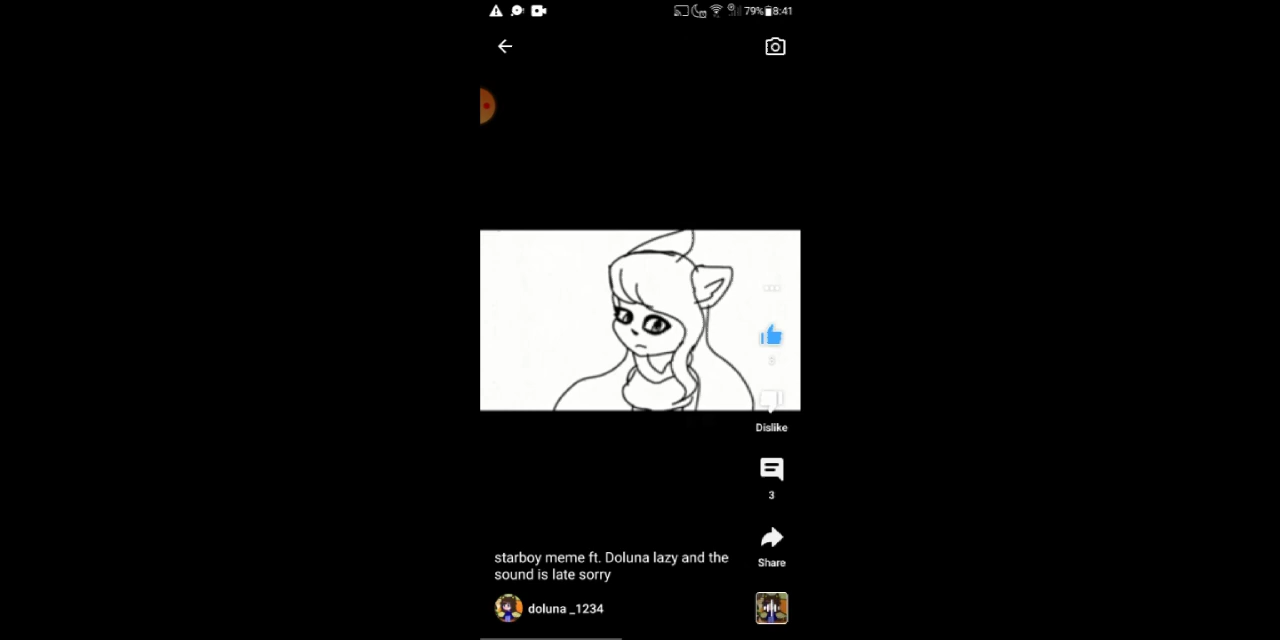 79% 8:41
3
Dislike
3
Share
starboy meme ft. Doluna lazy and the
sound is late sorry
doluna _1234